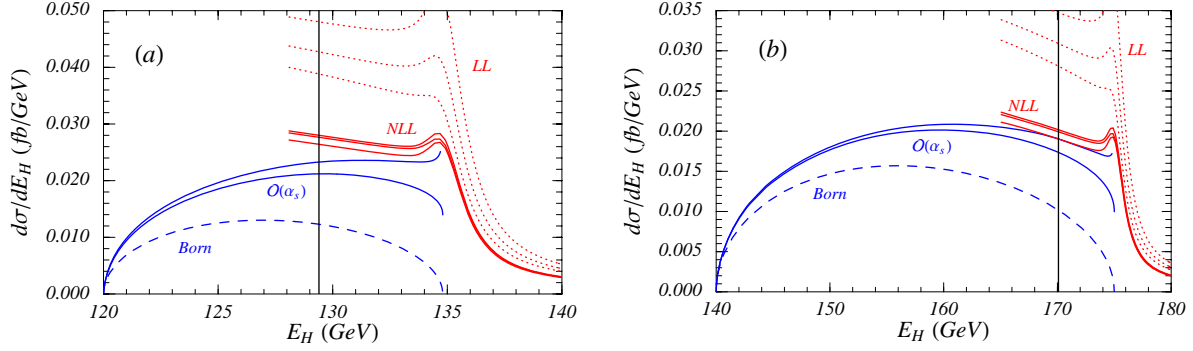 (a)
LL
NLL
O(αs)
Born
0.050
0.040
0.030
0.020
0.010
0.000
120
125
130
135
140
dσ/dE_H (fb/GeV)
E_H (GeV)
(b)
LL
NLL
O(αs)
Born
0.035
0.030
0.025
0.020
0.015
0.010
0.005
0.000
140
150
160
170
180
dσ/dE_H (fb/GeV)
E_H (GeV)